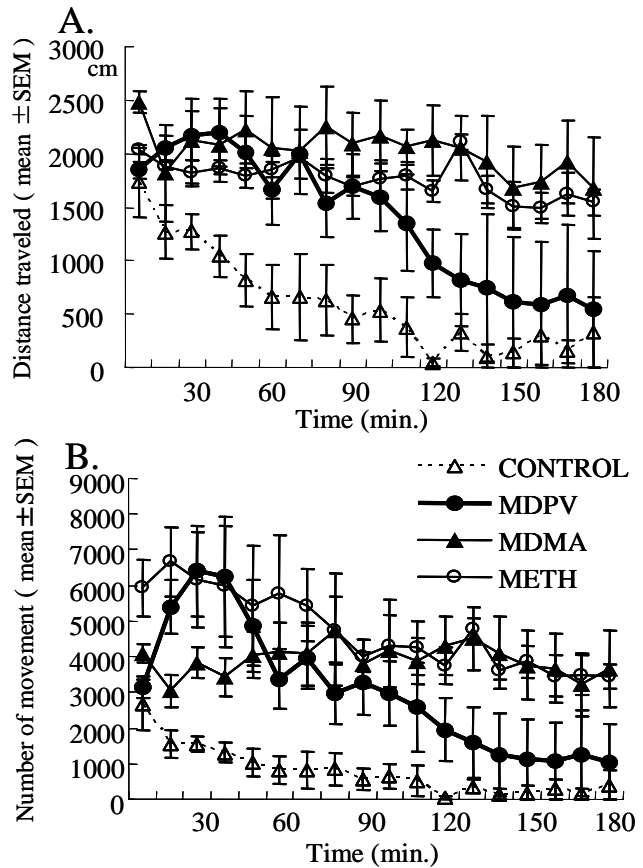 A.
3000
cm
2500
2000
1500
1000
500
0
Distance traveled ( mean ±SEM )
30
60
90
120
150
180
Time (min.)
B.
9000
8000
7000
6000
5000
4000
3000
2000
1000
0
Number of movement ( mean±SEM )
CONTROL
MDPV
MDMA
METH
30
60
90
120
150
180
Time (min.)